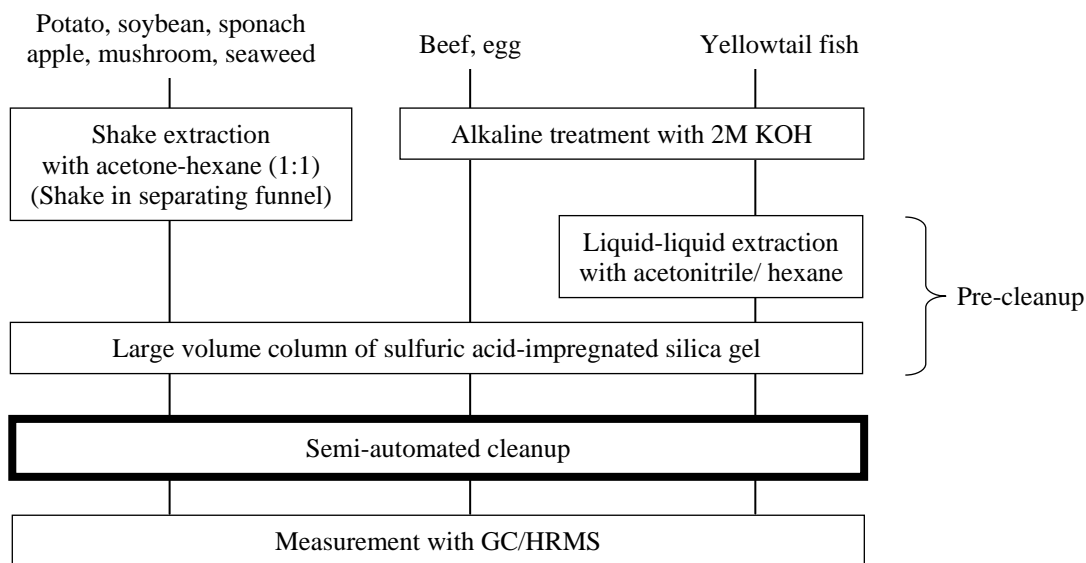 Potato, soybean, sponach
apple, mushroom, seaweed
Beef, egg
Yellowtail fish
Shake extraction
with acetone-hexane (1:1)
(Shake in separating funnel)
Alkaline treatment with 2M KOH
Liquid-liquid extraction
with acetonitrile/ hexane
Pre-cleanup
Large volume column of sulfuric acid-impregnated silica gel
Semi-automated cleanup
Measurement with GC/HRMS